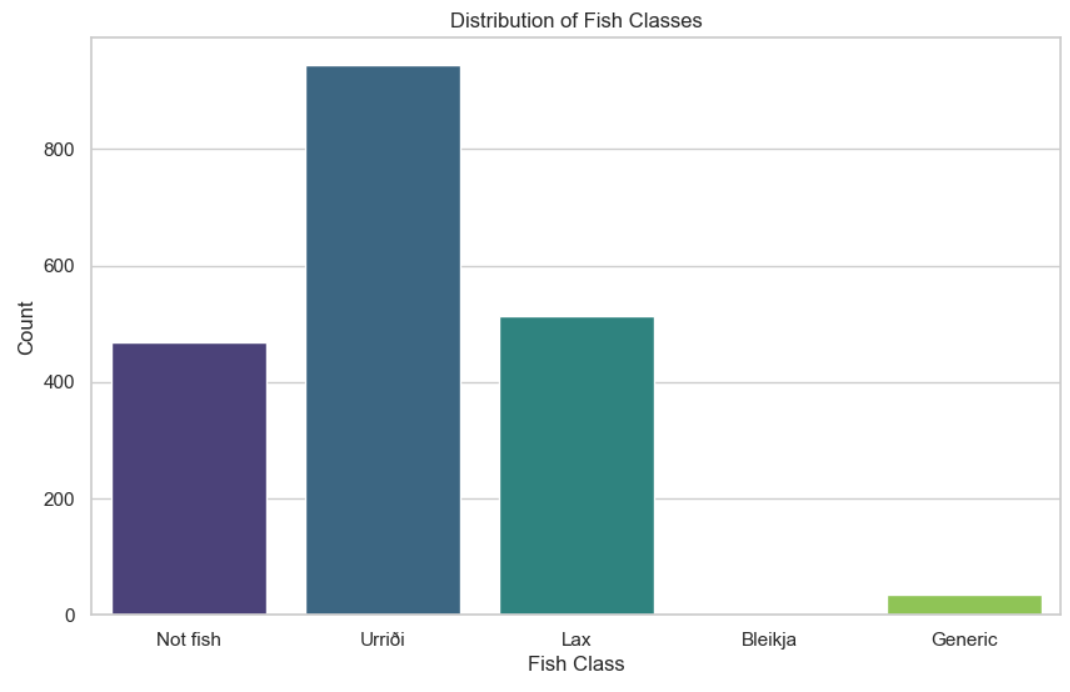 Distribution of Fish Classes
Count
800
600
400
200
0
Not fish
Urriði
Lax
Bleikja
Generic
Fish Class